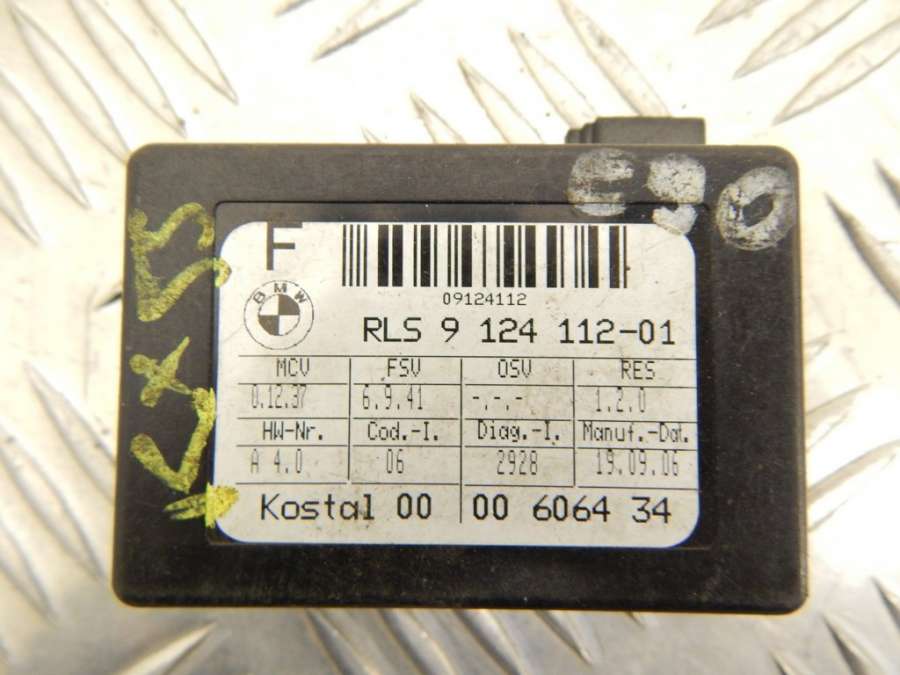 E90
F
BMW
09124112
RLS 9 124 112-01
MCV FSV OSV RES
0.12.37 6.9.41 -.-.- 1.2.0
HW-Nr. Cod.-I. Diag.-I. Manuf.-Dat.
A 4.0 06 2928 19.09.06
Kostal 00 00 6064 34